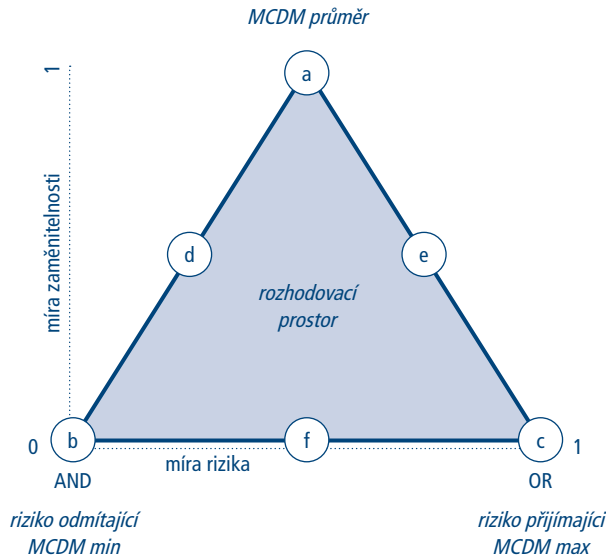 MCDM průměr
1
a
míra zaměnitelnosti
d
e
rozhodovací
prostor
0
b
f
c
1
míra rizika
AND
OR
riziko odmítající
MCDM min
riziko přijímajíci
MCDM max